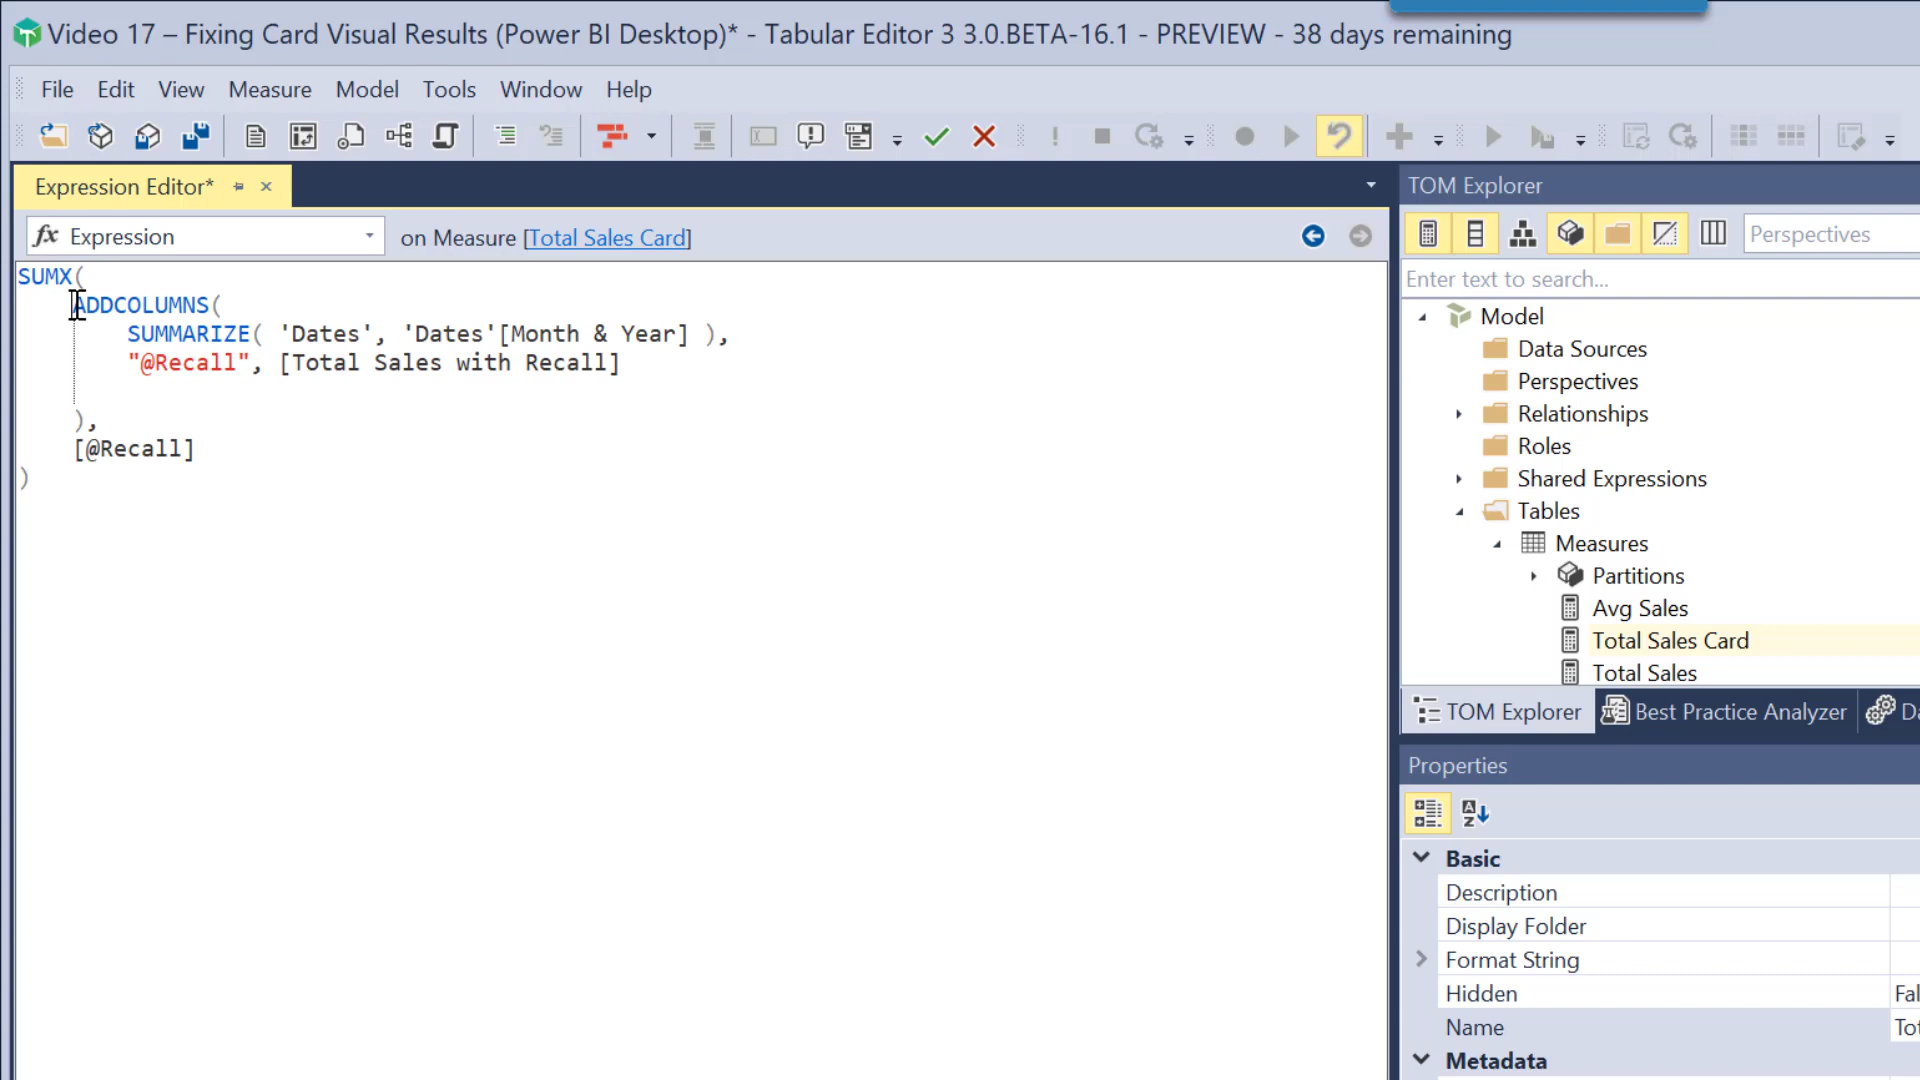 Video 17 – Fixing Card Visual Results (Power BI Desktop)* - Tabular Editor 3 3.0.BETA-16.1 - PREVIEW - 38 days remaining
File Edit View Measure Model Tools Window Help
Expression Editor*
TOM Explorer
fx Expression
on Measure [Total Sales Card]
Perspectives
Enter text to search...
SUMX(
ADDCOLUMNS(
SUMMARIZE( 'Dates', 'Dates'[Month & Year] ),
"@Recall", [Total Sales with Recall]
),
[@Recall]
)
Model
Data Sources
Perspectives
Relationships
Roles
Shared Expressions
Tables
Measures
Partitions
Avg Sales
Total Sales Card
Total Sales
TOM Explorer
Best Practice Analyzer
Properties
Basic
Description
Display Folder
Format String
Hidden
Name
Metadata